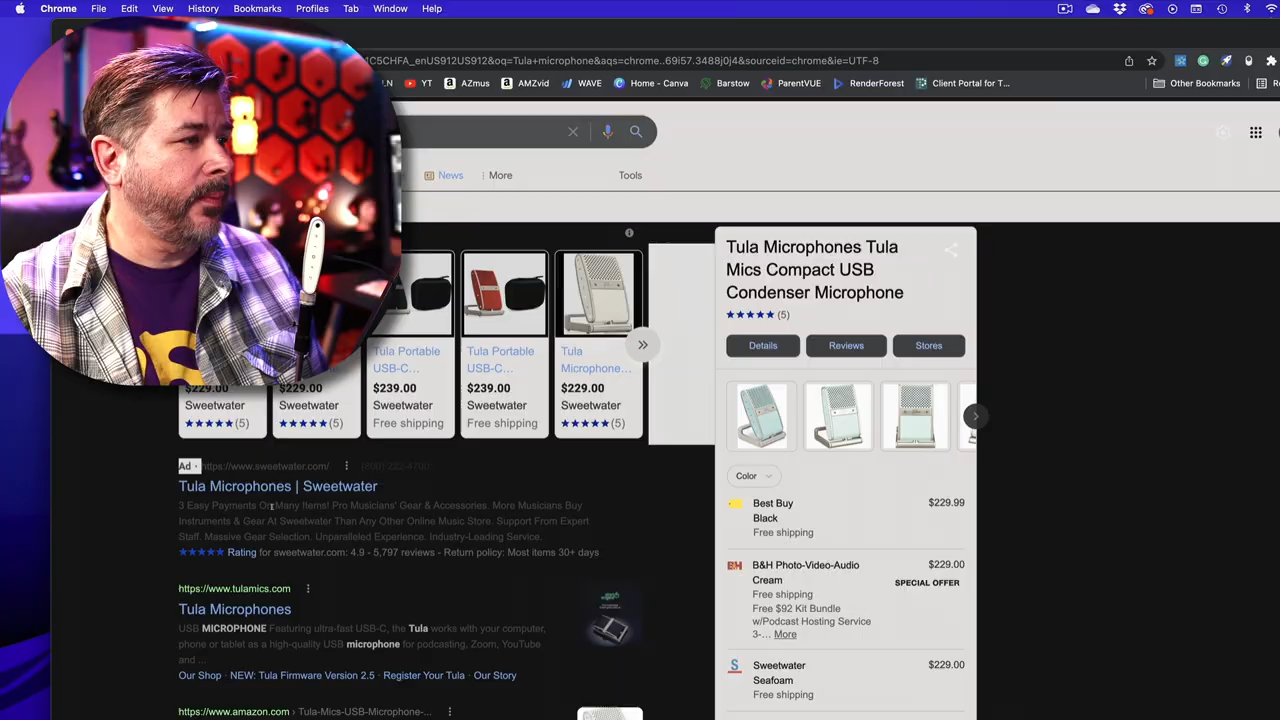 Chrome File Edit View History Bookmarks Profiles Tab Window Help
1C5CHFA_enUS912US912&oq=Tula+microphone&aqs=chrome..69i57.3488j0j4&sourceid=chrome&ie=UTF-8
YT AZmus AMZvid WAVE Home - Canva Barstow ParentVUE RenderForest Client Portal for T... Other Bookmarks
News More Tools
Tula Portable
USB-C...
$239.00
Sweetwater
Free shipping
Tula Portable
USB-C...
$239.00
Sweetwater
Free shipping
Tula
Microphone...
$229.00
Sweetwater
(5)
$229.00
Sweetwater
(5)
$229.00
Sweetwater
(5)
Ad · https://www.sweetwater.com/ (800) 222-4700
Tula Microphones | Sweetwater
3 Easy Payments On Many Items! Pro Musicians' Gear & Accessories. More Musicians Buy
Instruments & Gear At Sweetwater Than Any Other Online Music Store. Support From Expert
Staff. Massive Gear Selection. Unparalleled Experience. Industry-Leading Service.
Rating for sweetwater.com: 4.9 - 5,797 reviews - Return policy: Most items 30+ days
https://www.tulamics.com
Tula Microphones
USB MICROPHONE Featuring ultra-fast USB-C, the Tula works with your computer,
phone or tablet as a high-quality USB microphone for podcasting, Zoom, YouTube
and ...
Our Shop · NEW: Tula Firmware Version 2.5 · Register Your Tula · Our Story
https://www.amazon.com › Tula-Mics-USB-Microphone-...
Tula Microphones Tula
Mics Compact USB
Condenser Microphone
(5)
Details Reviews Stores
Color
Best Buy $229.99
Black
Free shipping
B&H Photo-Video-Audio $229.00
Cream SPECIAL OFFER
Free shipping
Free $92 Kit Bundle
w/Podcast Hosting Service
3-... More
Sweetwater $229.00
Seafoam
Free shipping